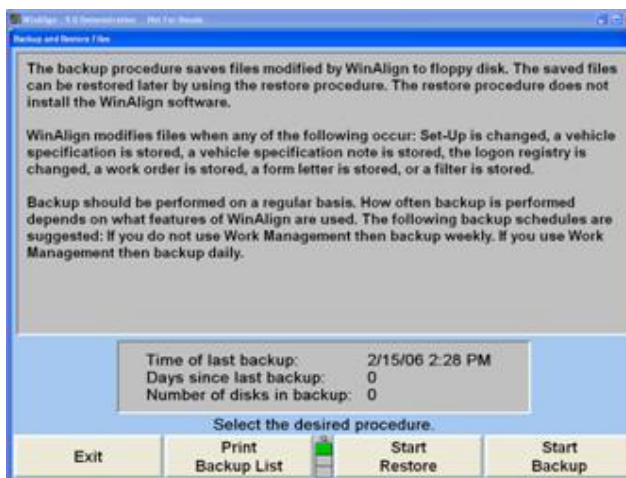 WinAlign - 9.0 Demonstration - Not For Resale
Backup and Restore Files
The backup procedure saves files modified by WinAlign to floppy disk. The saved files
can be restored later by using the restore procedure. The restore procedure does not
install the WinAlign software.
WinAlign modifies files when any of the following occur: Set-Up is changed, a vehicle
specification is stored, a vehicle specification note is stored, the logon registry is
changed, a work order is stored, a form letter is stored, or a filter is stored.
Backup should be performed on a regular basis. How often backup is performed
depends on what features of WinAlign are used. The following backup schedules are
suggested: If you do not use Work Management then backup weekly. If you use Work
Management then backup daily.
Time of last backup: 2/15/06 2:28 PM
Days since last backup: 0
Number of disks in backup: 0
Select the desired procedure.
Exit
Print
Backup List
Start
Restore
Start
Backup